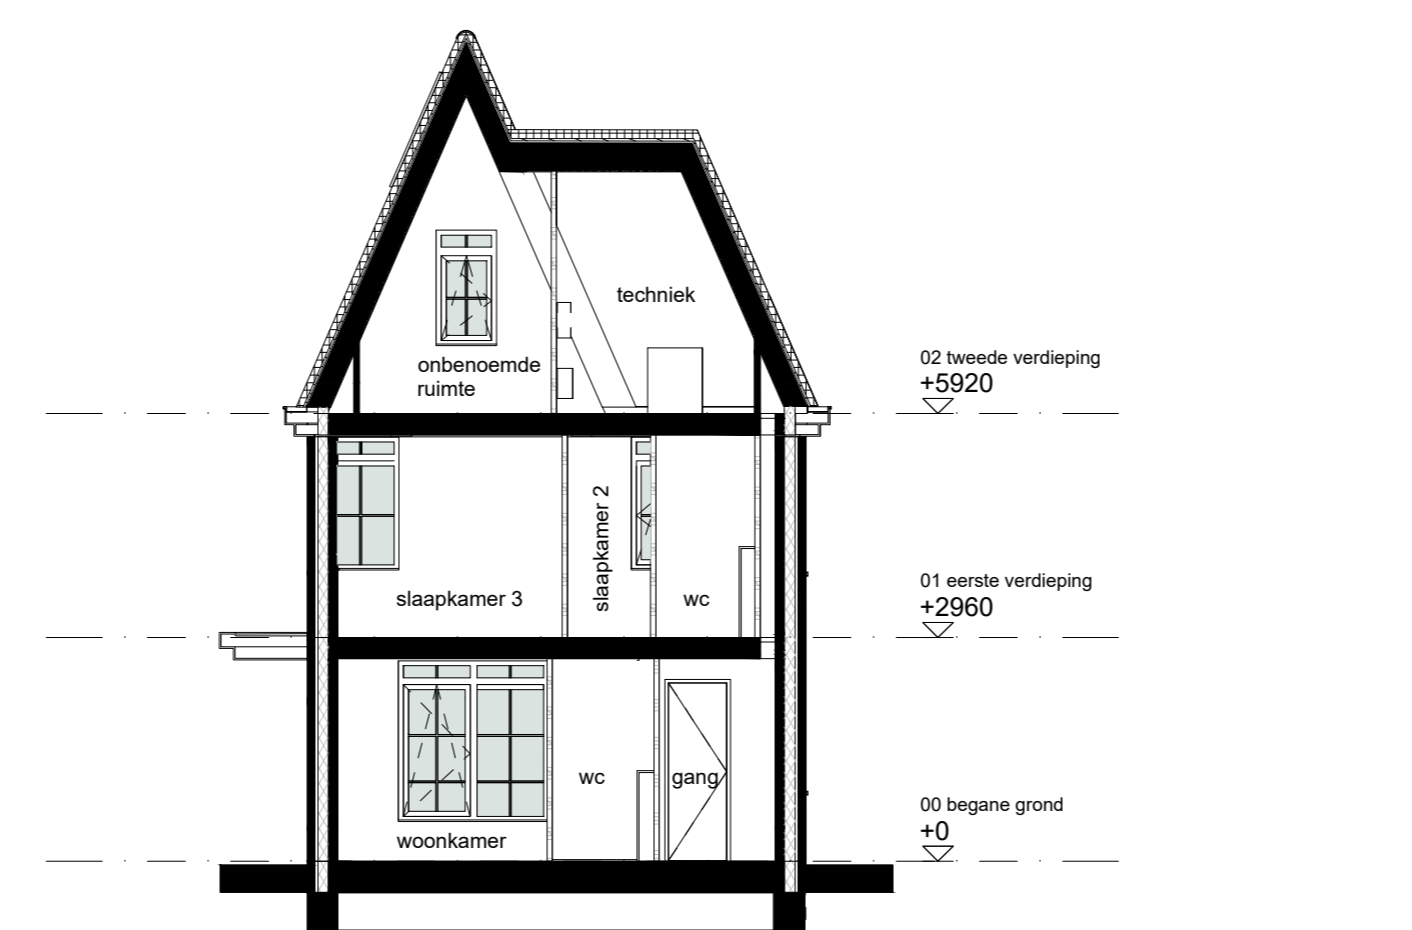 techniek
onbenoemde
ruimte
02 tweede verdieping
+5920
slaapkamer 3
slaapkamer 2
wc
01 eerste verdieping
+2960
wc
gang
woonkamer
00 begane grond
+0